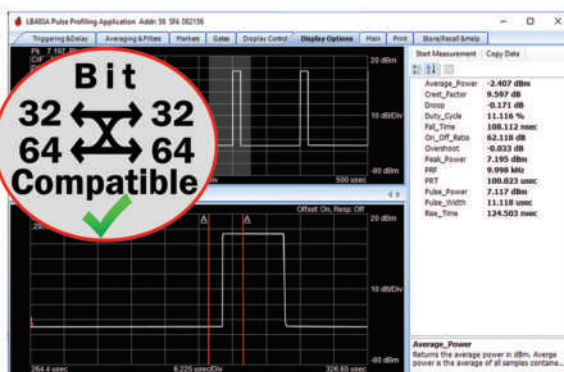 LB480A Pulse Profiling Application Addr: 56 SN: 082156
Triggering &Delay Averaging &Filters Markers Gates Display Control Display Options Main Print Store/Recall &Help
Pk 7.197
20 dBm
10 dB/Div
-80 dBm
500 usec
Bit
32 32
64 64
Compatible
Offset: On, Resp: Off
20 dBm
A A
10 dB/Div
-80 dBm
264.4 usec 6.225 usec/Div 326.65 usec
Start Measurement Copy Data
Average_Power -2.407 dBm
Crest_Factor 9.597 dB
Droop -0.171 dB
Duty_Cycle 11.116 %
Fall_Time 108.112 nsec
On_Off_Ratio 62.118 dB
Overshoot -0.033 dB
Peak_Power 7.195 dBm
PRF 9.998 kHz
PRT 100.023 usec
Pulse_Power 7.117 dBm
Pulse_Width 11.118 usec
Rise_Time 124.503 nsec
Average_Power
Returns the average power in dBm. Averge
power is the average of all samples containe...